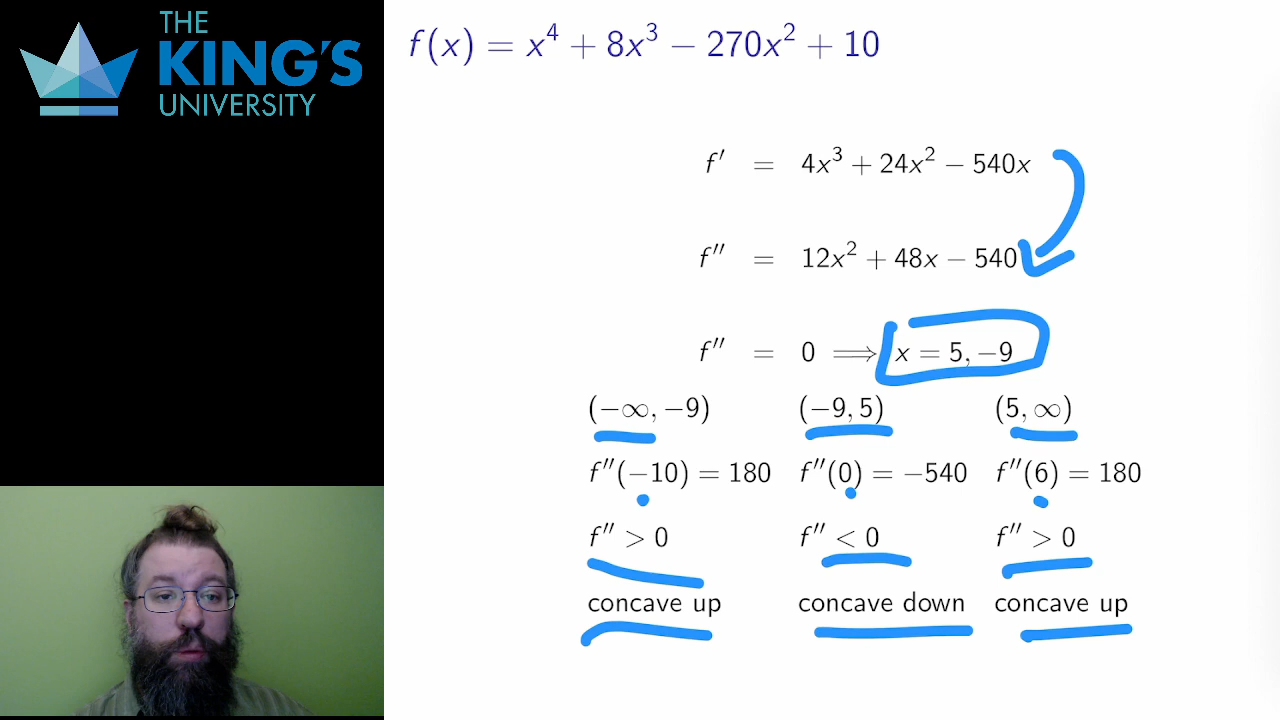 THE
KING'S
UNIVERSITY
f(x) = x⁴ + 8x³ − 270x² + 10
f′ = 4x³ + 24x² − 540x
f″ = 12x² + 48x − 540
f″ = 0 ⟹ x = 5, −9
(−∞, −9) (−9, 5) (5, ∞)
f″(−10) = 180 f″(0) = −540 f″(6) = 180
f″ > 0 f″ < 0 f″ > 0
concave up concave down concave up